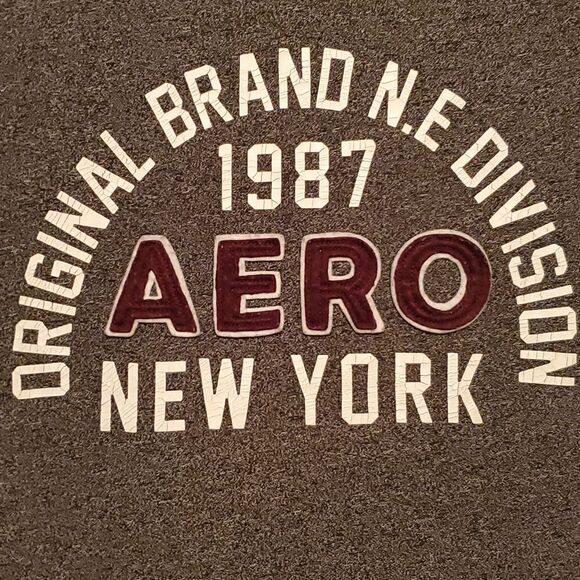 ORIGINAL BRAND N.E DIVISION
1987
AERO
NEW YORK